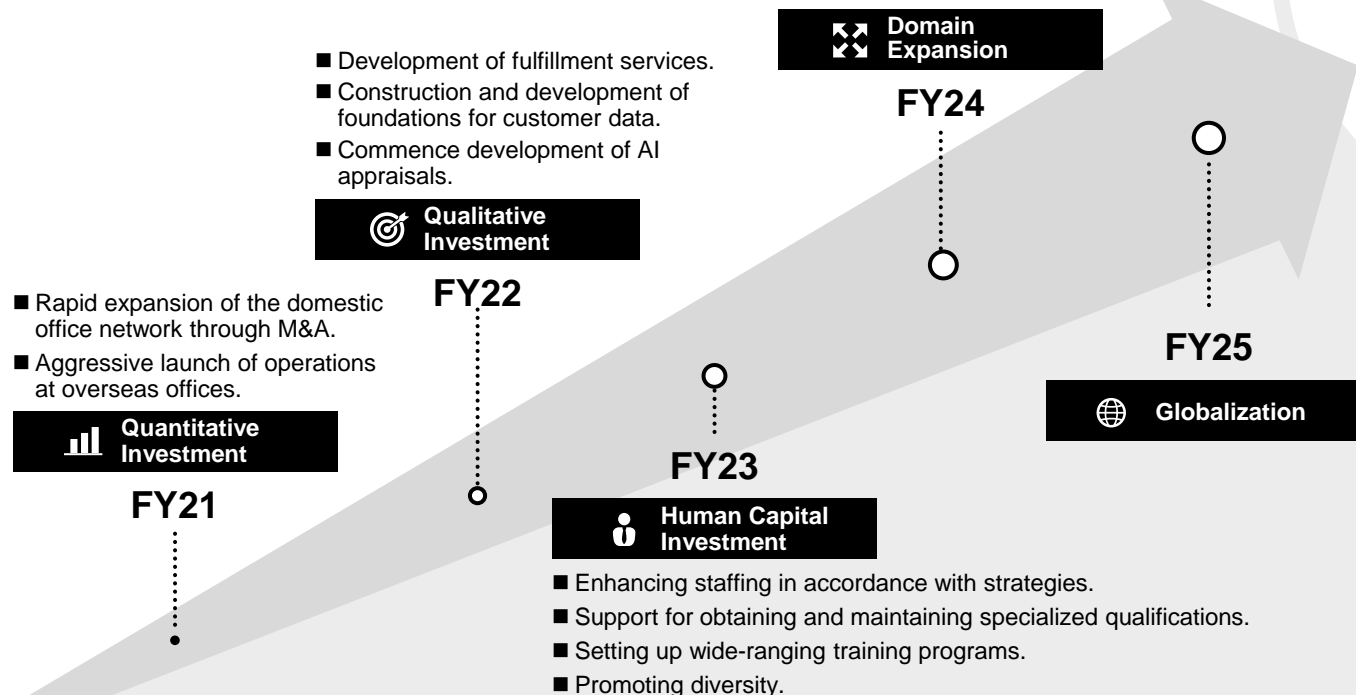 ■ Rapid expansion of the domestic
office network through M&A.
■ Aggressive launch of operations
at overseas offices.
Quantitative
Investment
FY21
■ Development of fulfillment services.
■ Construction and development of
foundations for customer data.
■ Commence development of AI
appraisals.
Qualitative
Investment
FY22
FY23
Human Capital
Investment
■ Enhancing staffing in accordance with strategies.
■ Support for obtaining and maintaining specialized qualifications.
■ Setting up wide-ranging training programs.
■ Promoting diversity.
Domain
Expansion
FY24
FY25
Globalization